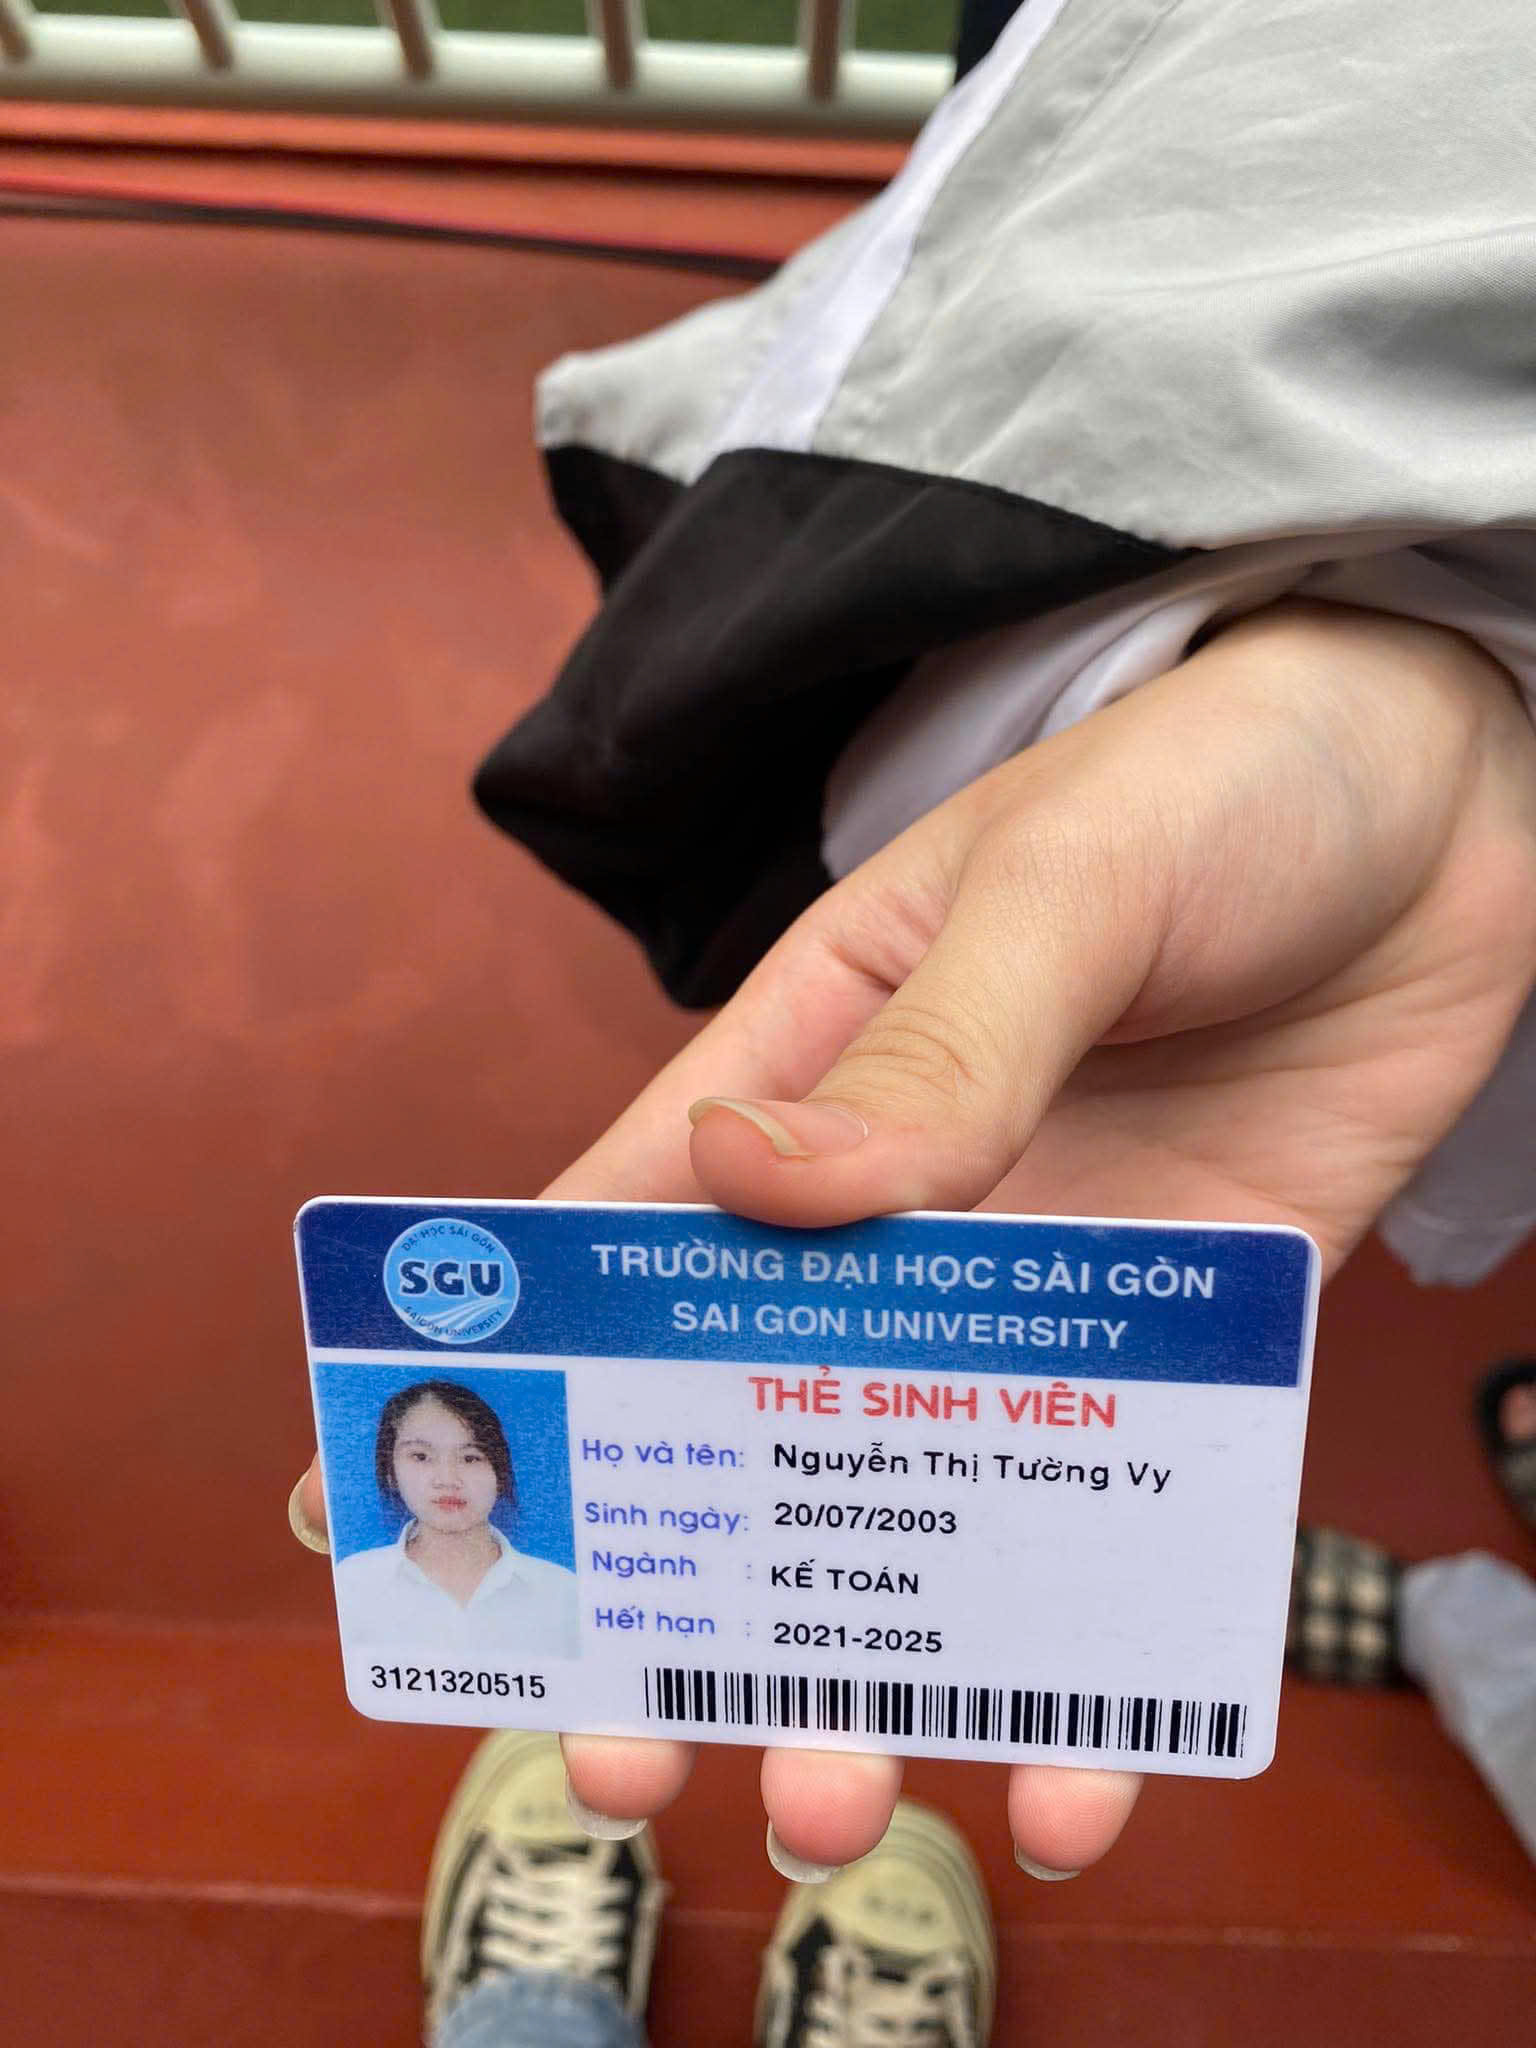 ĐẠI HỌC SÀI GÒN
SGU
SAIGON UNIVERSITY
TRƯỜNG ĐẠI HỌC SÀI GÒN
SAI GON UNIVERSITY
THẺ SINH VIÊN
Họ và tên: Nguyễn Thị Tường Vy
Sinh ngày: 20/07/2003
Ngành : KẾ TOÁN
Hết hạn : 2021-2025
3121320515